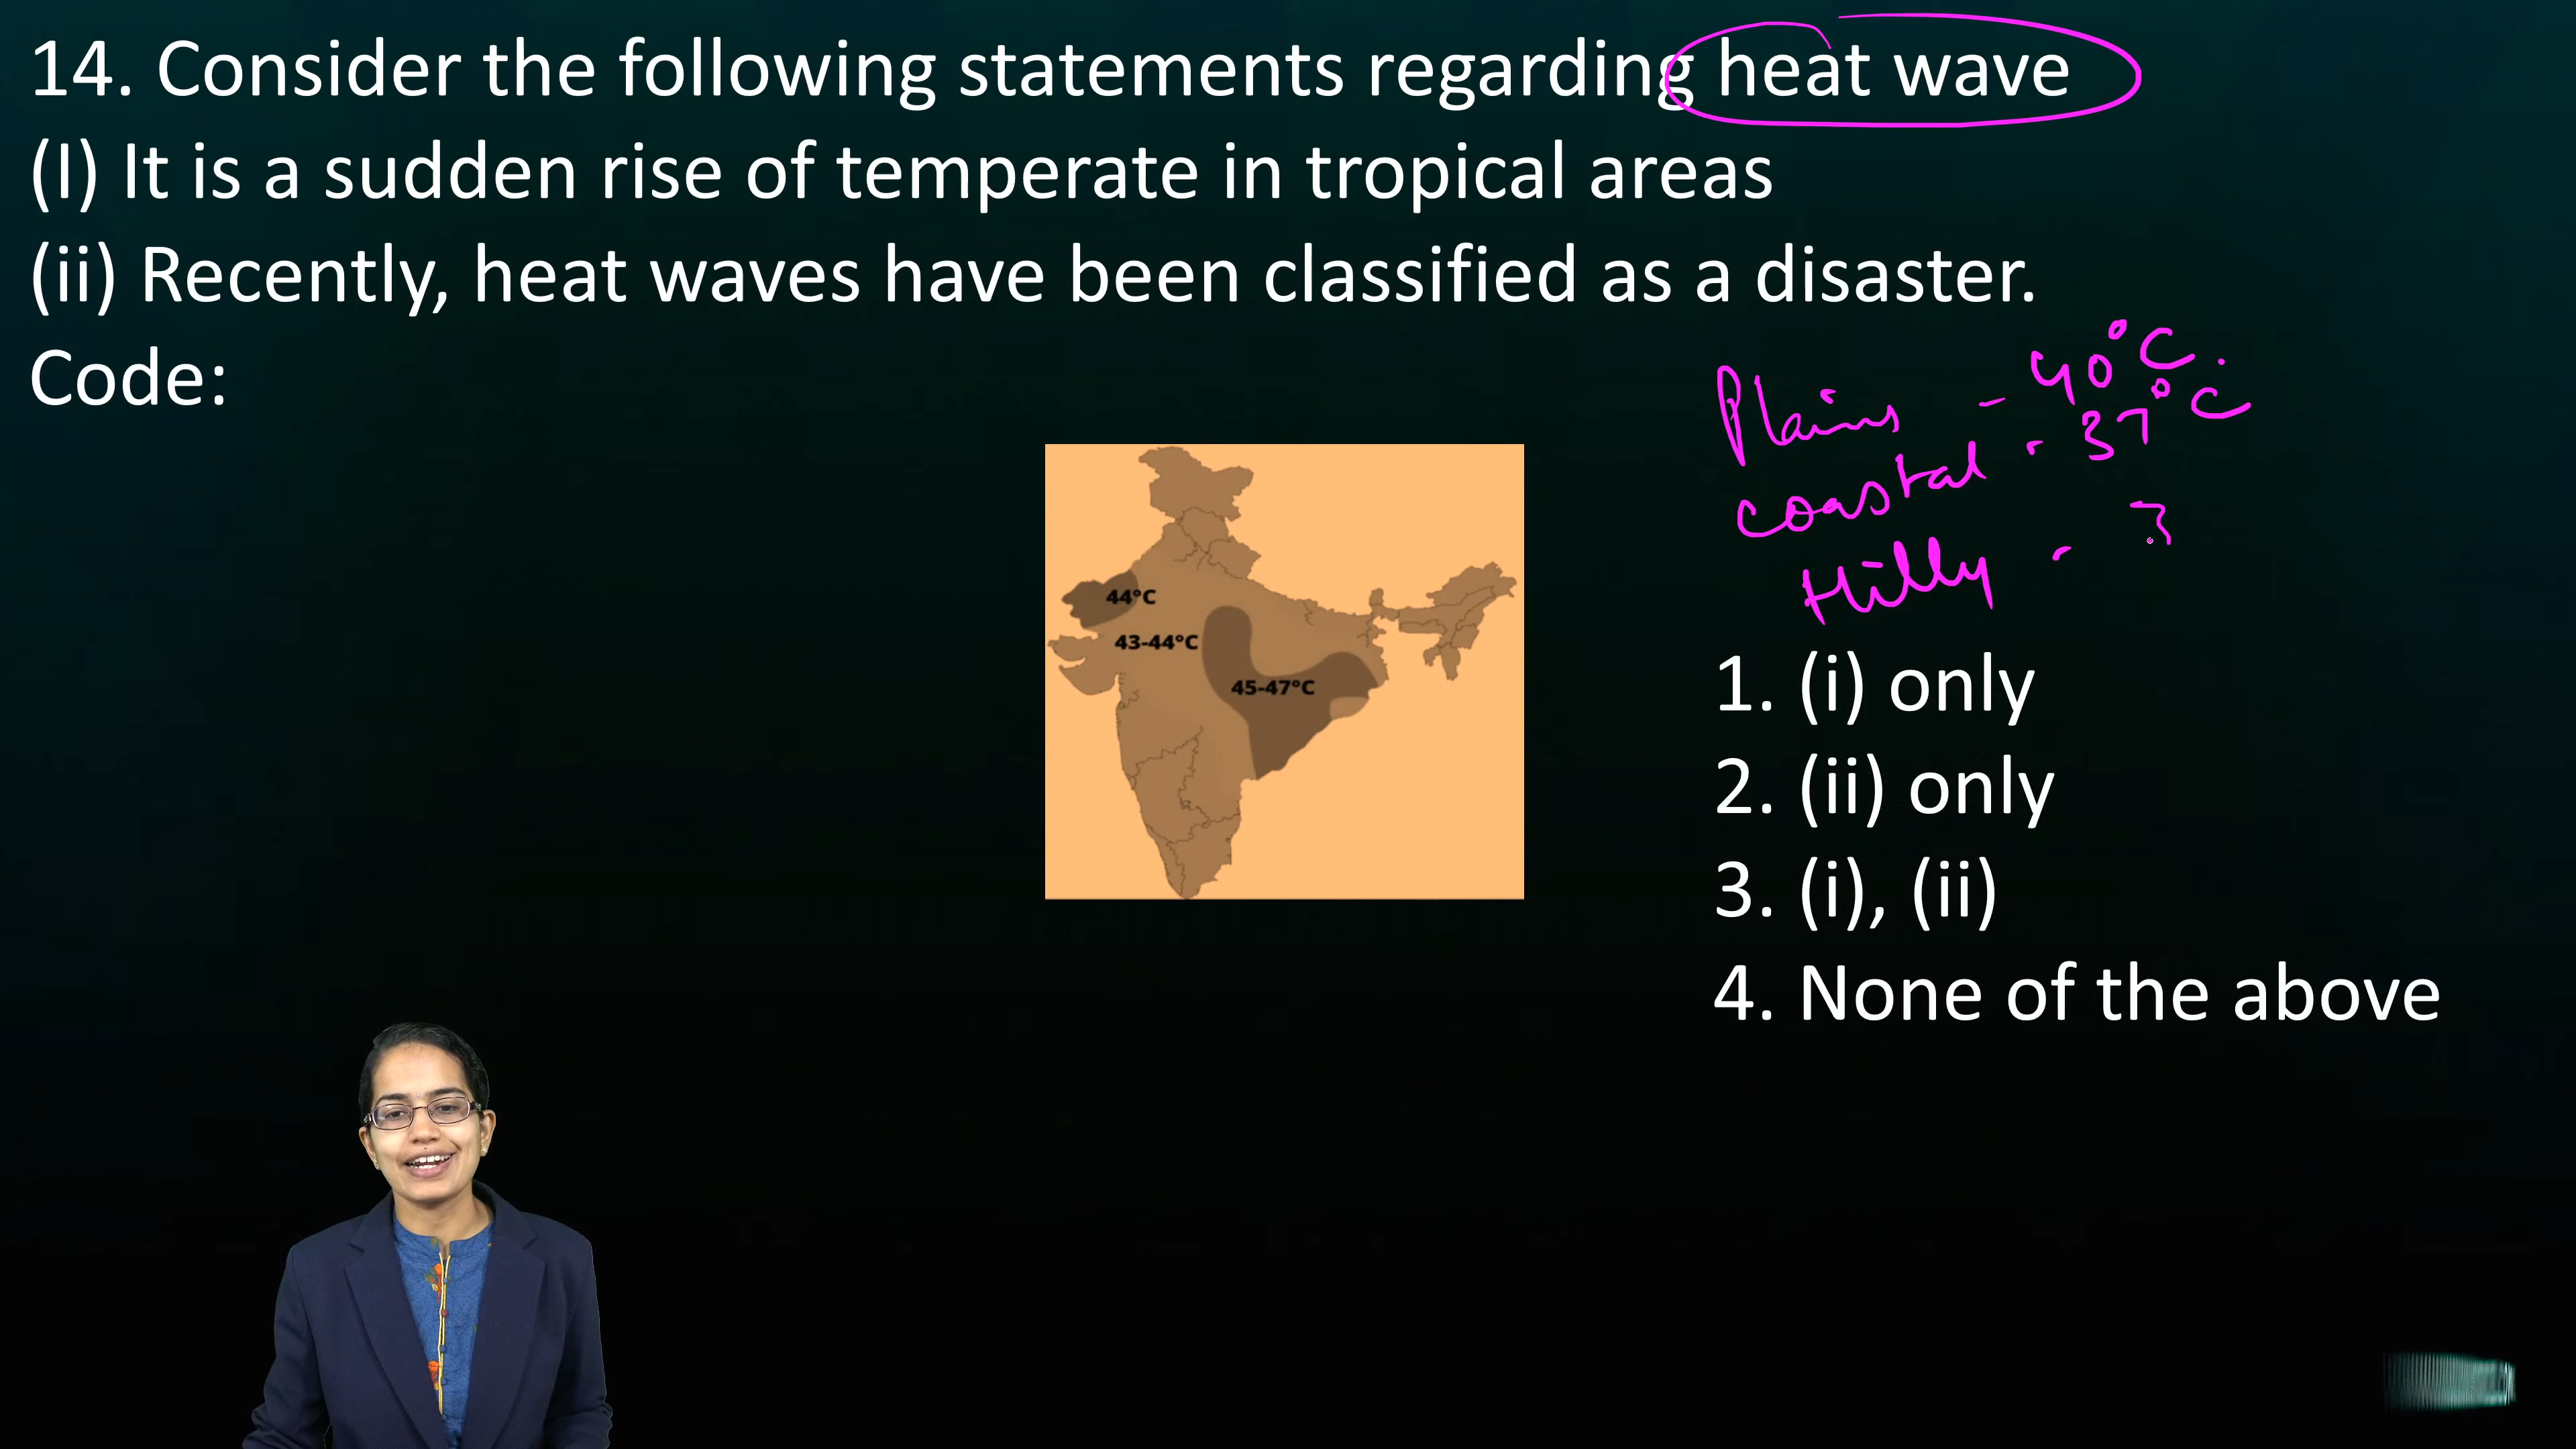 14. Consider the following statements regarding heat wave
(I) It is a sudden rise of temperate in tropical areas
(ii) Recently, heat waves have been classified as a disaster.
Code:
Plains - 40°C.
coastal - 37°C
Hilly - 3
44°C
43-44°C
45-47°C
1. (i) only
2. (ii) only
3. (i), (ii)
4. None of the above